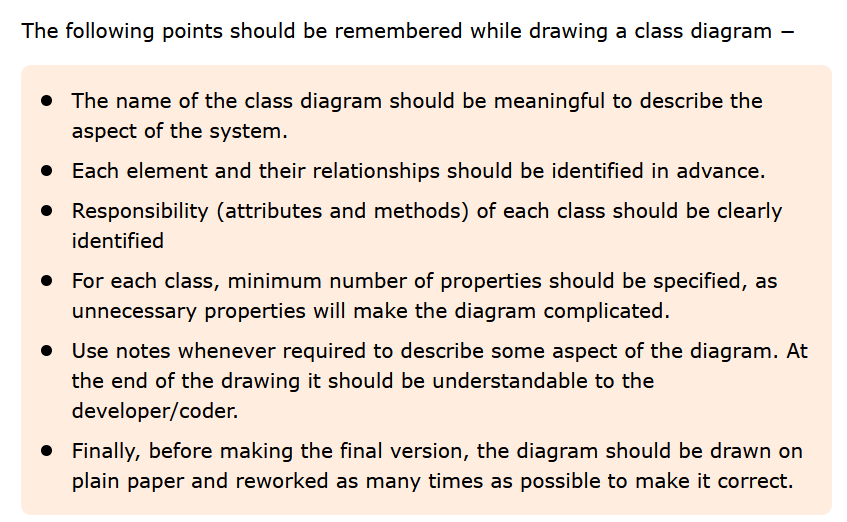 The following points should be remembered while drawing a class diagram −
● The name of the class diagram should be meaningful to describe the
aspect of the system.
● Each element and their relationships should be identified in advance.
● Responsibility (attributes and methods) of each class should be clearly
identified
● For each class, minimum number of properties should be specified, as
unnecessary properties will make the diagram complicated.
● Use notes whenever required to describe some aspect of the diagram. At
the end of the drawing it should be understandable to the
developer/coder.
● Finally, before making the final version, the diagram should be drawn on
plain paper and reworked as many times as possible to make it correct.